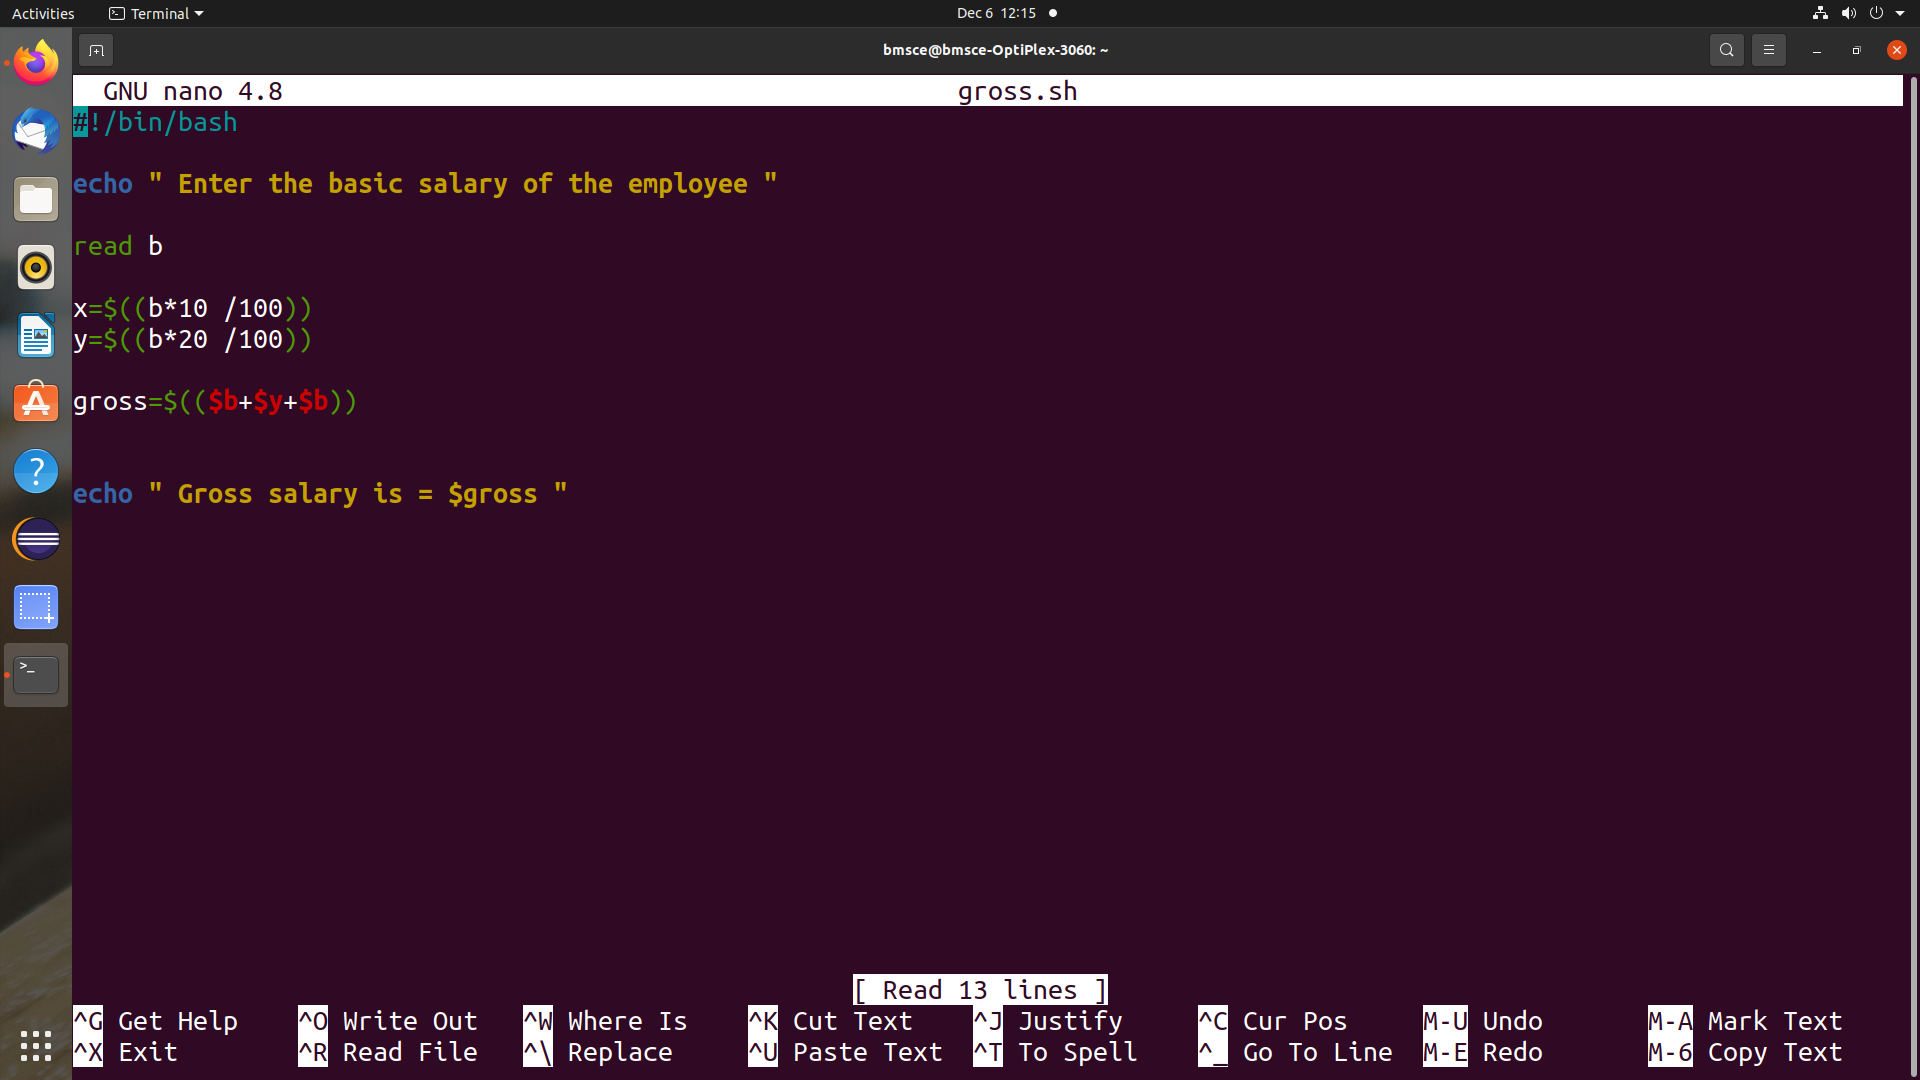 Activities Terminal Dec 6 12:15
bmsce@bmsce-OptiPlex-3060: ~
GNU nano 4.8 gross.sh
#!/bin/bash
echo " Enter the basic salary of the employee "
read b
x=$((b*10 /100))
y=$((b*20 /100))
gross=$(($b+$y+$b))
echo " Gross salary is = $gross "
[ Read 13 lines ]
^G Get Help ^O Write Out ^W Where Is ^K Cut Text ^J Justify ^C Cur Pos M-U Undo M-A Mark Text
^X Exit ^R Read File ^\ Replace ^U Paste Text ^T To Spell ^_ Go To Line M-E Redo M-6 Copy Text